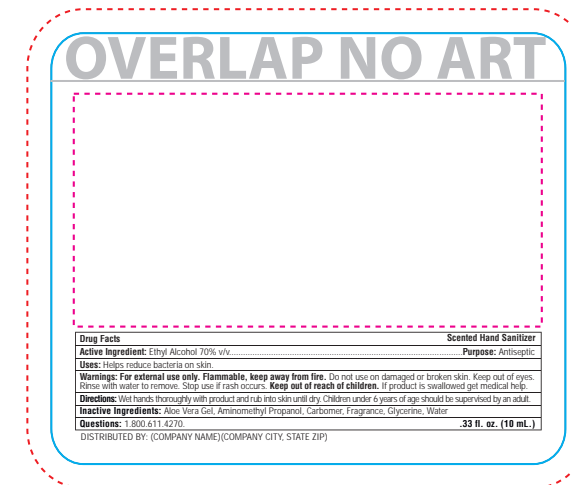 OVERLAP NO ART
Drug Facts Scented Hand Sanitizer
Active Ingredient: Ethyl Alcohol 70% v/v....................Purpose: Antiseptic
Uses: Helps reduce bacteria on skin.
Warnings: For external use only. Flammable, keep away from fire. Do not use on damaged or broken skin. Keep out of eyes.
Rinse with water to remove. Stop use if rash occurs. Keep out of reach of children. If product is swallowed get medical help.
Directions: Wet hands thoroughly with product and rub into skin until dry. Children under 6 years of age should be supervised by an adult.
Inactive Ingredients: Aloe Vera Gel, Aminomethyl Propanol, Carbomer, Fragrance, Glycerine, Water
Questions: 1.800.611.4270. .33 fl. oz. (10 mL.)
DISTRIBUTED BY: (COMPANY NAME)(COMPANY CITY, STATE ZIP)